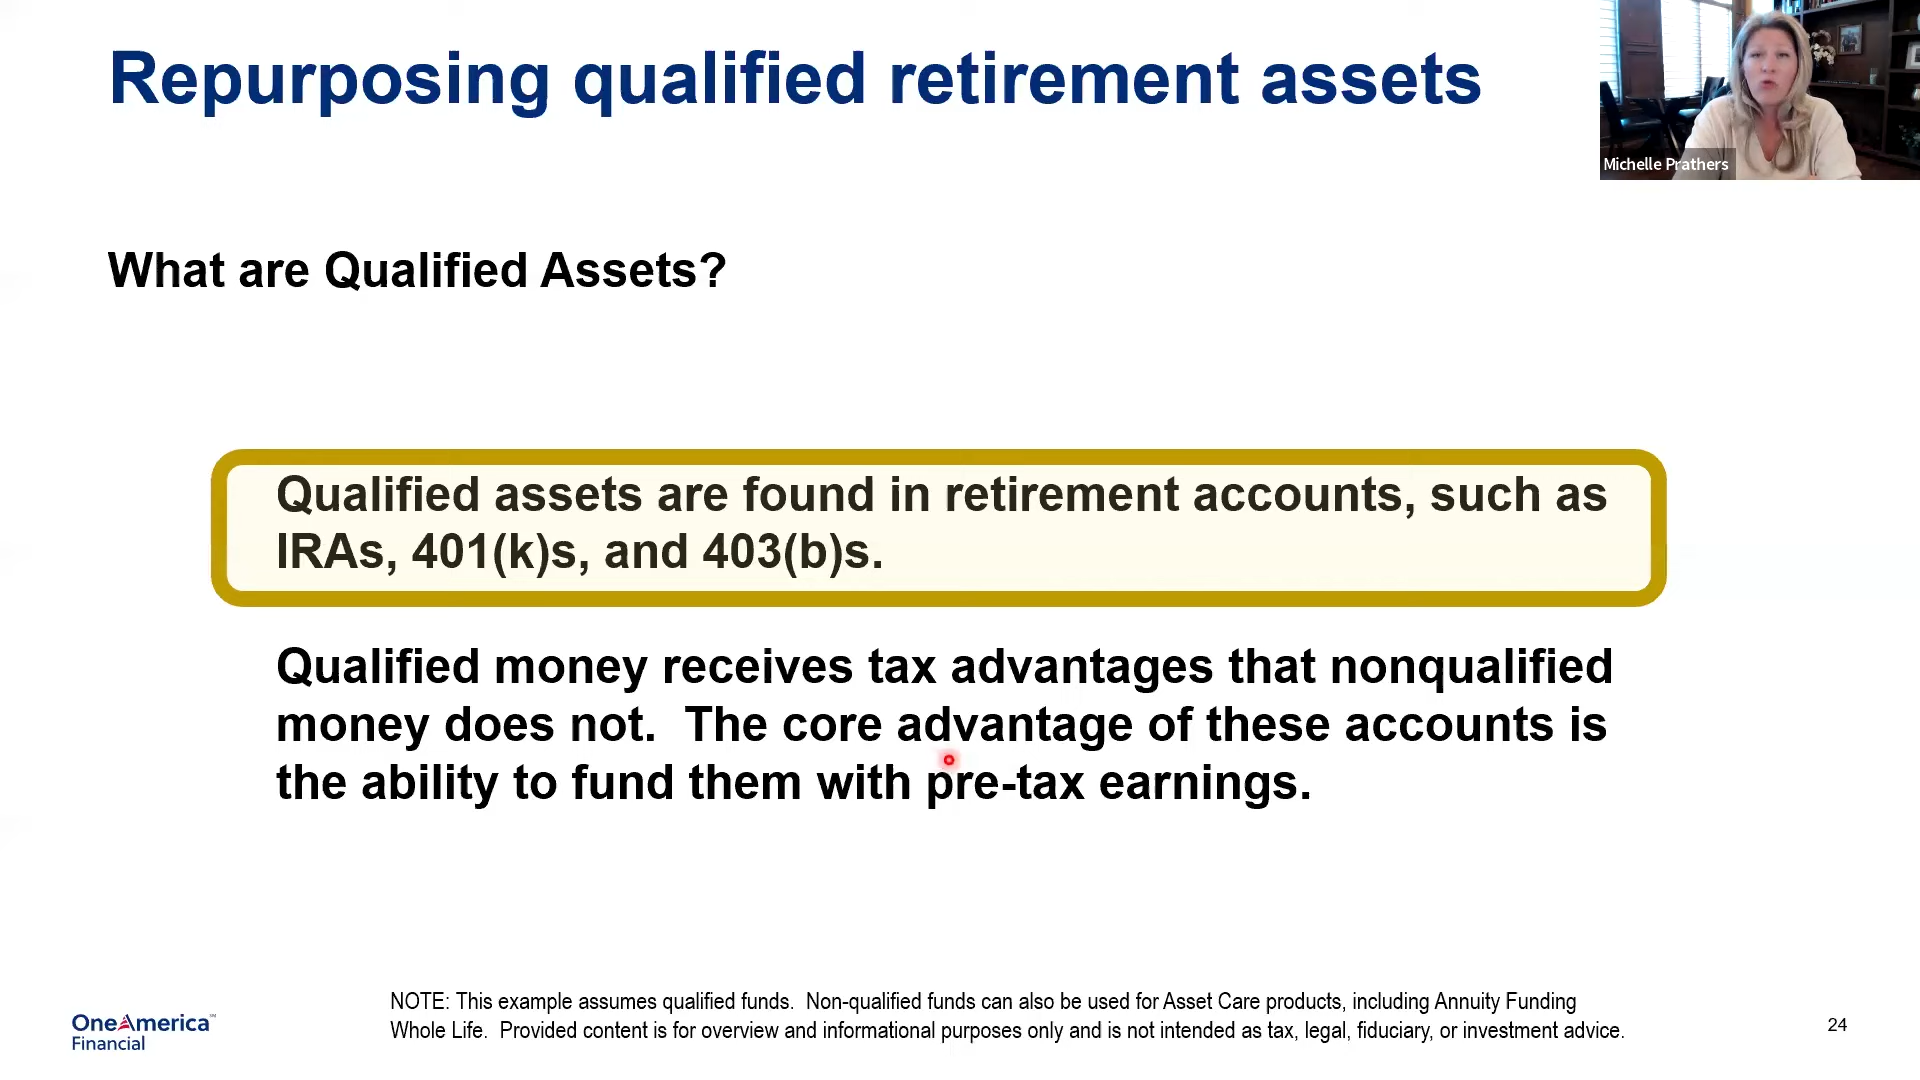 Repurposing qualified retirement assets
Michelle Prathers
What are Qualified Assets?
Qualified assets are found in retirement accounts, such as
IRAs, 401(k)s, and 403(b)s.
Qualified money receives tax advantages that nonqualified
money does not.  The core advantage of these accounts is
the ability to fund them with pre-tax earnings.
NOTE: This example assumes qualified funds.  Non-qualified funds can also be used for Asset Care products, including Annuity Funding
Whole Life.  Provided content is for overview and informational purposes only and is not intended as tax, legal, fiduciary, or investment advice.
OneAmerica℠
Financial
24